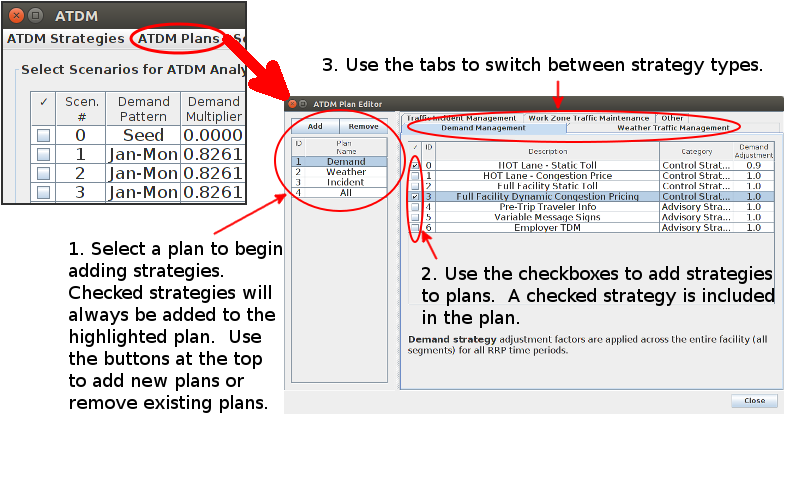 ATDM
ATDM Strategies ATDM Plans
Select Scenarios for ATDM Analy
✓ Scen. # Demand Pattern Demand Multiplier
0 Seed 0.0000
1 Jan-Mon 0.8261
2 Jan-Mon 0.8261
3 Jan-Mon 0.8261
3. Use the tabs to switch between strategy types.
ATDM Plan Editor
Add Remove
ID Plan Name
1 Demand
2 Weather
3 Incident
4 All
Traffic Incident Management Work Zone Traffic Maintenance Other
Demand Management Weather Traffic Management
✓ ID Description Category Demand Adjustment
0 HOT Lane - Static Toll Control Strat... 0.9
1 HOT Lane - Congestion Price Control Strat... 1.0
2 Full Facility Static Toll Control Strat... 1.0
3 Full Facility Dynamic Congestion Pricing Control Strat... 1.0
4 Pre-Trip Traveler Info Advisory Stra... 1.0
5 Variable Message Signs Advisory Stra... 1.0
6 Employer TDM Advisory Stra... 1.0
1. Select a plan to begin
adding strategies.
Checked strategies will
always be added to the
highlighted plan. Use
the buttons at the top
to add new plans or
remove existing plans.
2. Use the checkboxes to add strategies
to plans. A checked strategy is included
in the plan.
Demand strategy adjustment factors are applied across the entire facility (all
segments) for all RRP time periods.
Close